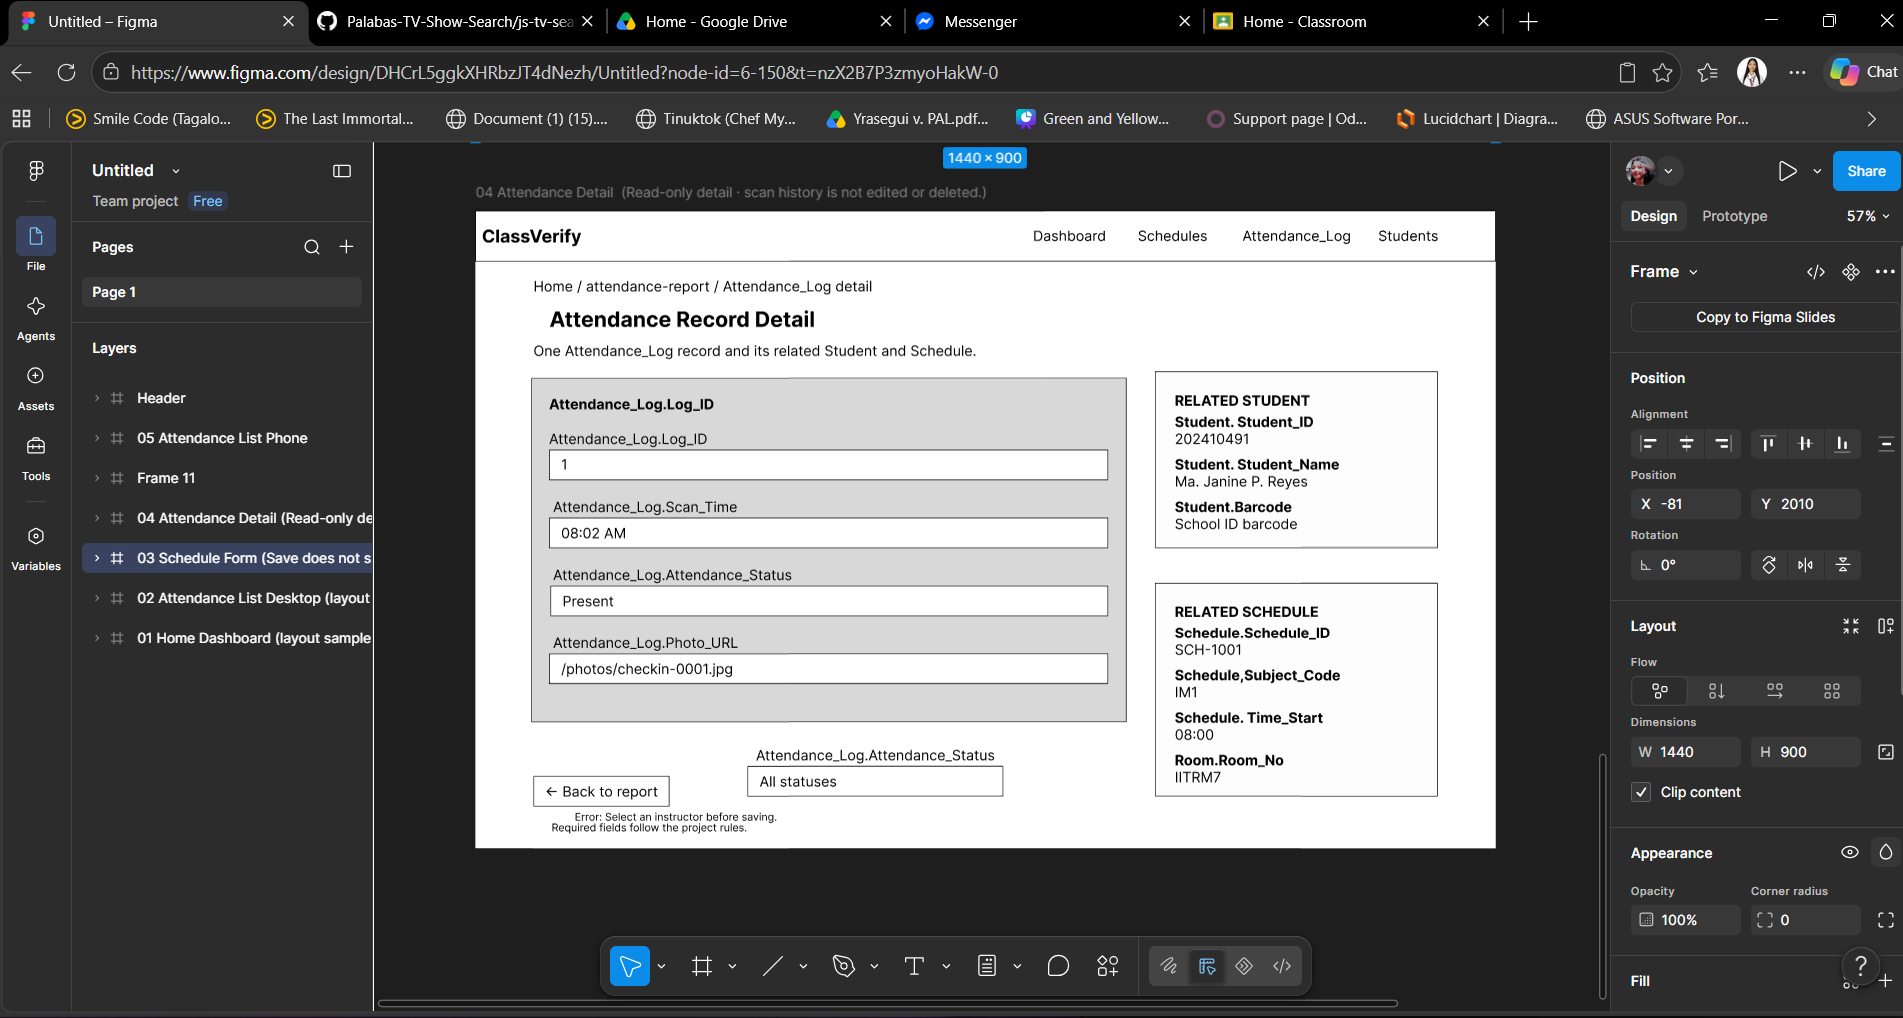 Untitled – Figma
Palabas-TV-Show-Search/js-tv-sea
Home - Google Drive
Messenger
Home - Classroom
https://www.figma.com/design/DHCrL5ggkXHRbzJT4dNezh/Untitled?node-id=6-150&t=nzX2B7P3zmyoHakW-0
Chat
Smile Code (Tagalo...
The Last Immortal...
Document (1) (15)....
Tinuktok (Chef My...
Yrasegui v. PAL.pdf...
Green and Yellow...
Support page | Od...
Lucidchart | Diagra...
ASUS Software Por...
File
Agents
Assets
Tools
Variables
Untitled
Team project Free
Pages
Page 1
Layers
Header
05 Attendance List Phone
Frame 11
04 Attendance Detail (Read-only de
03 Schedule Form (Save does not s
02 Attendance List Desktop (layout
01 Home Dashboard (layout sample
1440 × 900
04 Attendance Detail (Read-only detail · scan history is not edited or deleted.)
ClassVerify
Dashboard
Schedules
Attendance_Log
Students
Home / attendance-report / Attendance_Log detail
Attendance Record Detail
One Attendance_Log record and its related Student and Schedule.
Attendance_Log.Log_ID
Attendance_Log.Log_ID
1
Attendance_Log.Scan_Time
08:02 AM
Attendance_Log.Attendance_Status
Present
Attendance_Log.Photo_URL
/photos/checkin-0001.jpg
RELATED STUDENT
Student. Student_ID
202410491
Student. Student_Name
Ma. Janine P. Reyes
Student.Barcode
School ID barcode
RELATED SCHEDULE
Schedule.Schedule_ID
SCH-1001
Schedule,Subject_Code
IM1
Schedule. Time_Start
08:00
Room.Room_No
IITRM7
Attendance_Log.Attendance_Status
All statuses
← Back to report
Error: Select an instructor before saving.
Required fields follow the project rules.
Share
Design
Prototype
57%
Frame
Copy to Figma Slides
Position
Alignment
Position
X -81
Y 2010
Rotation
0°
Layout
Flow
Dimensions
W 1440
H 900
Clip content
Appearance
Opacity
Corner radius
100%
0
Fill
?